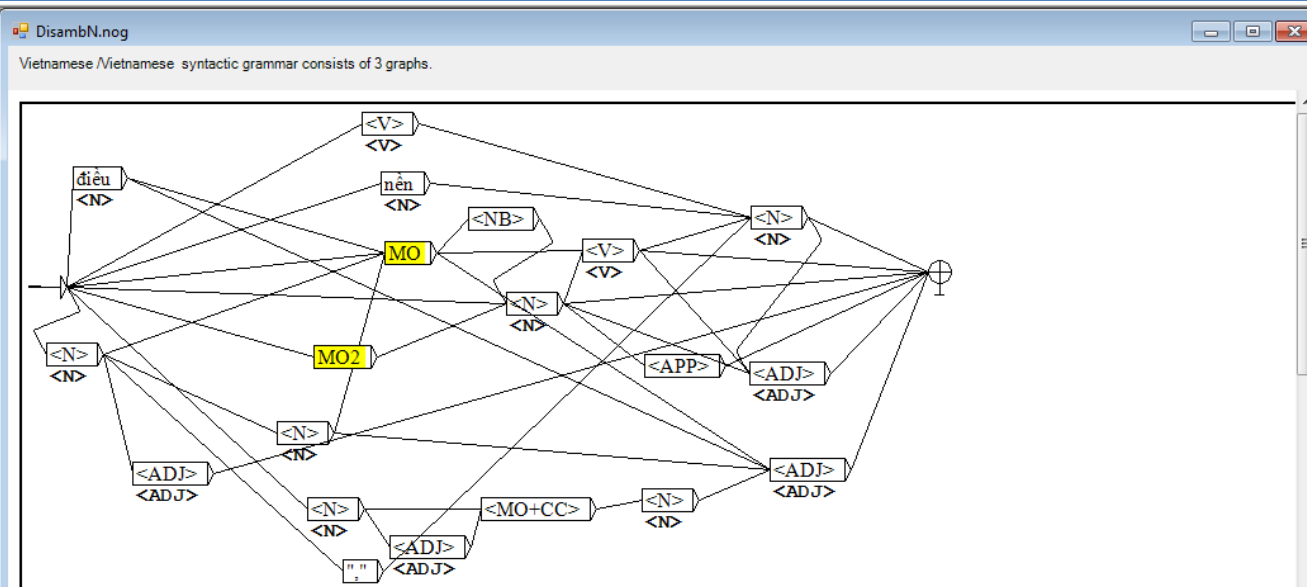 DisambN.nog
Vietnamese /Vietnamese syntactic grammar consists of 3 graphs.
<V>
<V>
điều
<N>
nền
<N>
<NB>
<N>
<N>
MO
<V>
<V>
<N>
<N>
<N>
<N>
MO2
<APP>
<ADJ>
<ADJ>
<N>
<N>
<ADJ>
<ADJ>
<ADJ>
<ADJ>
<N>
<N>
<MO+CC>
<N>
<N>
<ADJ>
<ADJ>
","